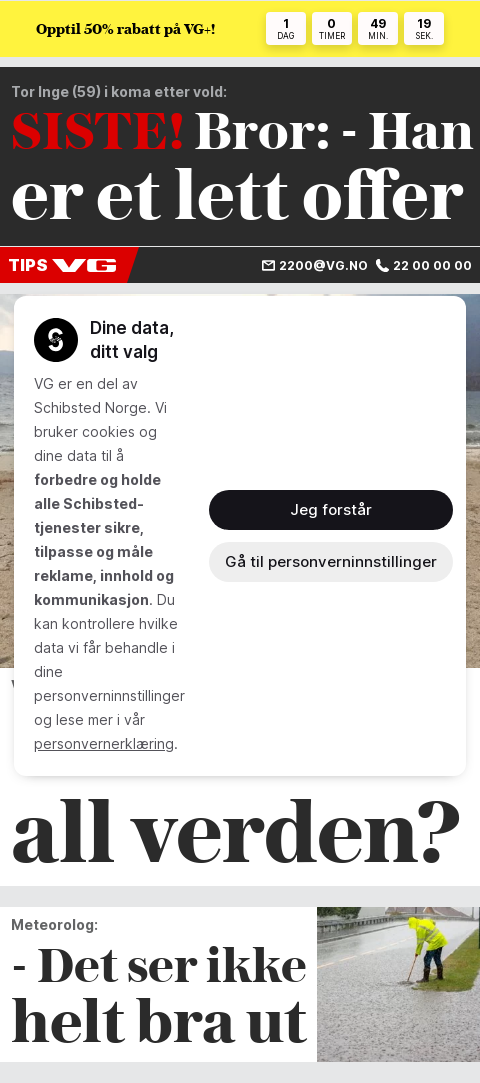 Opptil 50% rabatt på VG+!
1 0 49 19
DAG TIMER MIN. SEK.
Tor Inge (59) i koma etter vold:
SISTE! Bror: - Han
er et lett offer
TIPS VG
2200@VG.NO 22 00 00 00
Dine data,
ditt valg
VG er en del av
Schibsted Norge. Vi
bruker cookies og
dine data til å
forbedre og holde
alle Schibsted-
tjenester sikre,
tilpasse og måle
reklame, innhold og
kommunikasjon. Du
kan kontrollere hvilke
data vi får behandle i
dine
personverninnstillinger
og lese mer i vår
personvernerklæring.
Jeg forstår
Gå til personverninnstillinger
all verden?
Meteorolog:
- Det ser ikke
helt bra ut